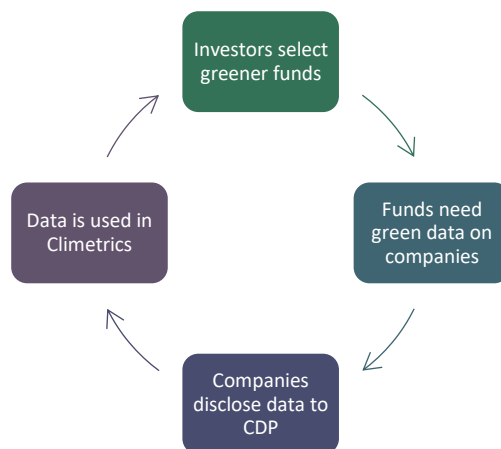 Investors select
greener funds
Funds need
green data on
companies
Companies
disclose data to
CDP
Data is used in
Climetrics